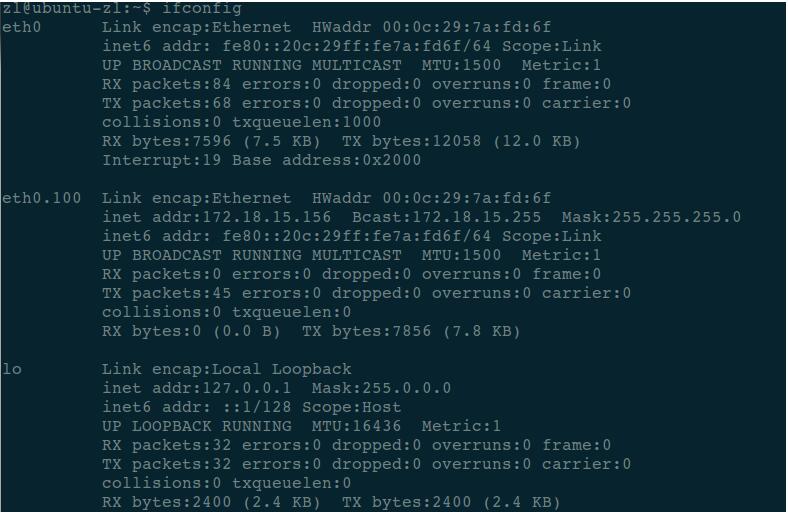 zl@ubuntu-zl:~$ ifconfig
eth0      Link encap:Ethernet  HWaddr 00:0c:29:7a:fd:6f
          inet6 addr: fe80::20c:29ff:fe7a:fd6f/64 Scope:Link
          UP BROADCAST RUNNING MULTICAST  MTU:1500  Metric:1
          RX packets:84 errors:0 dropped:0 overruns:0 frame:0
          TX packets:68 errors:0 dropped:0 overruns:0 carrier:0
          collisions:0 txqueuelen:1000
          RX bytes:7596 (7.5 KB)  TX bytes:12058 (12.0 KB)
          Interrupt:19 Base address:0x2000

eth0.100  Link encap:Ethernet  HWaddr 00:0c:29:7a:fd:6f
          inet addr:172.18.15.156  Bcast:172.18.15.255  Mask:255.255.255.0
          inet6 addr: fe80::20c:29ff:fe7a:fd6f/64 Scope:Link
          UP BROADCAST RUNNING MULTICAST  MTU:1500  Metric:1
          RX packets:0 errors:0 dropped:0 overruns:0 frame:0
          TX packets:45 errors:0 dropped:0 overruns:0 carrier:0
          collisions:0 txqueuelen:0
          RX bytes:0 (0.0 B)  TX bytes:7856 (7.8 KB)

lo        Link encap:Local Loopback
          inet addr:127.0.0.1  Mask:255.0.0.0
          inet6 addr: ::1/128 Scope:Host
          UP LOOPBACK RUNNING  MTU:16436  Metric:1
          RX packets:32 errors:0 dropped:0 overruns:0 frame:0
          TX packets:32 errors:0 dropped:0 overruns:0 carrier:0
          collisions:0 txqueuelen:0
          RX bytes:2400 (2.4 KB)  TX bytes:2400 (2.4 KB)